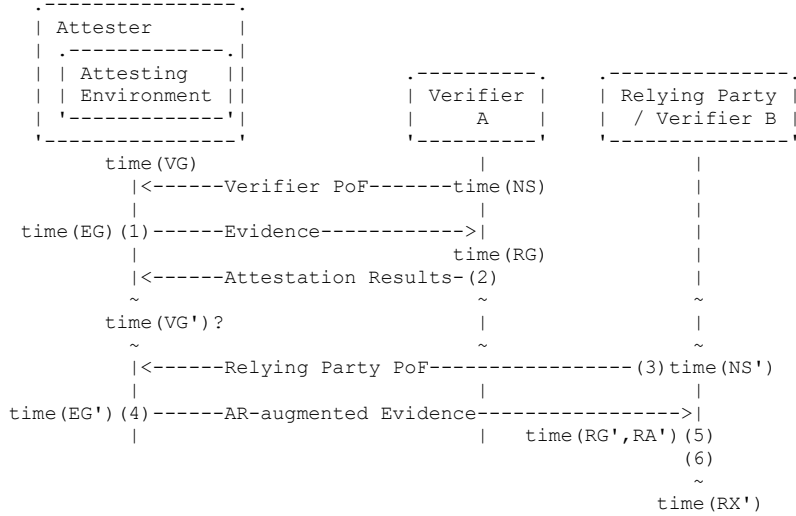 .----------------.
| Attester       |
| .-------------.|
| | Attesting   ||             .----------.    .---------------.
| | Environment ||             | Verifier |    | Relying Party |
| '-------------'|             |     A    |    |  / Verifier B |
'----------------'             '----------'    '---------------'
      time(VG)                       |                 |
        |<------Verifier PoF-------time(NS)            |
        |                            |                 |
time(EG)(1)------Evidence------------>|                 |
        |                          time(RG)            |
        |<------Attestation Results-(2)                |
        ~                            ~                 ~
      time(VG')?                     |                 |
        ~                            ~                 ~
        |<------Relying Party PoF-----------------(3)time(NS')
        |                            |                 |
time(EG')(4)------AR-augmented Evidence----------------->|
        |                            |   time(RG',RA')(5)
                                                      (6)
                                                       ~
                                                    time(RX')